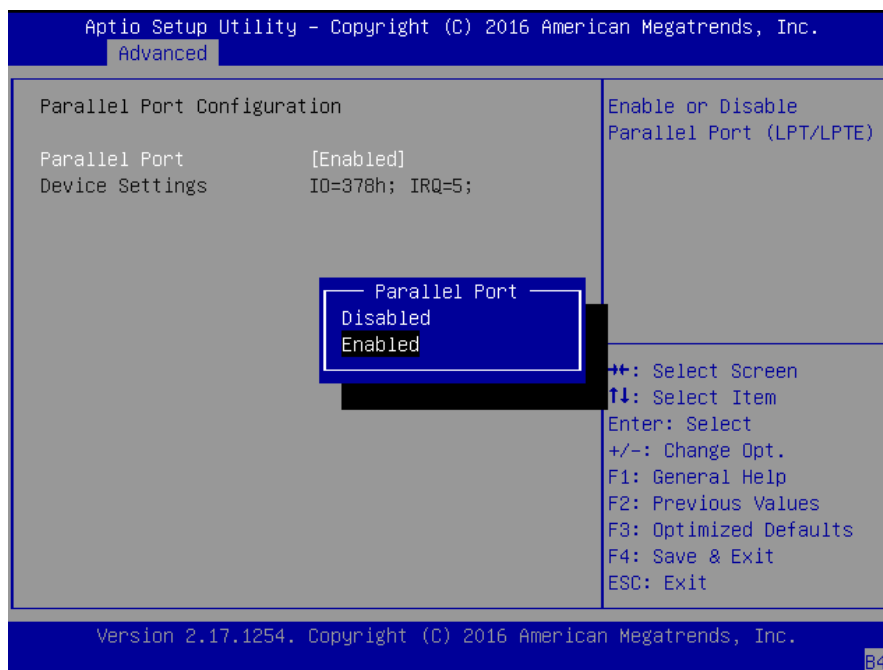 Aptio Setup Utility – Copyright (C) 2016 American Megatrends, Inc.
Advanced
Parallel Port Configuration
Parallel Port [Enabled]
Device Settings IO=378h; IRQ=5;
Parallel Port
Disabled
Enabled
Enable or Disable
Parallel Port (LPT/LPTE)
→←: Select Screen
↑↓: Select Item
Enter: Select
+/-: Change Opt.
F1: General Help
F2: Previous Values
F3: Optimized Defaults
F4: Save & Exit
ESC: Exit
Version 2.17.1254. Copyright (C) 2016 American Megatrends, Inc.
B4